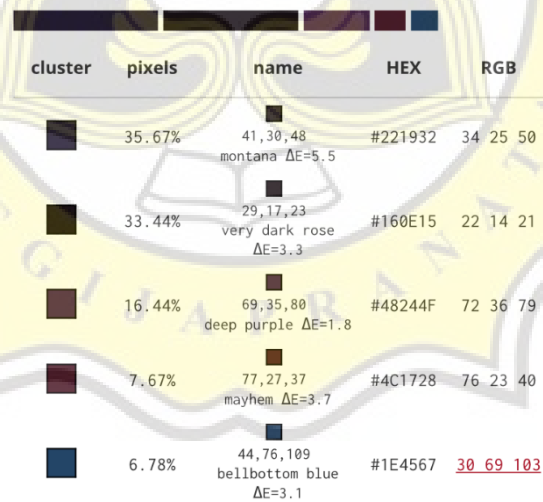 cluster pixels name HEX RGB
35.67% 41,30,48 #221932 34 25 50
montana ΔE=5.5
33.44% 29,17,23 #160E15 22 14 21
very dark rose
ΔE=3.3
16.44% 69,35,80 #48244F 72 36 79
deep purple ΔE=1.8
7.67% 77,27,37 #4C1728 76 23 40
mayhem ΔE=3.7
6.78% 44,76,109 #1E4567 30 69 103
bellbottom blue
ΔE=3.1
GIJAPRANAT